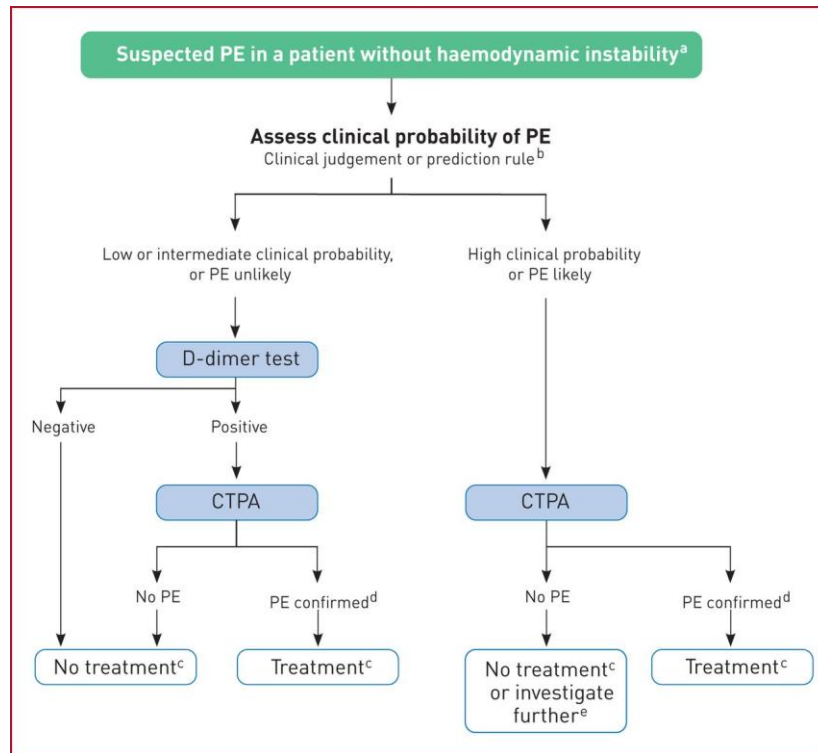 Suspected PE in a patient without haemodynamic instabilityᵃ
Assess clinical probability of PE
Clinical judgement or prediction ruleᵇ
Low or intermediate clinical probability,
or PE unlikely
High clinical probability
or PE likely
D-dimer test
Negative
Positive
CTPA
CTPA
No PE
PE confirmedᵈ
No PE
PE confirmedᵈ
No treatmentᶜ
Treatmentᶜ
No treatmentᶜ
or investigate
furtherᵉ
Treatmentᶜ